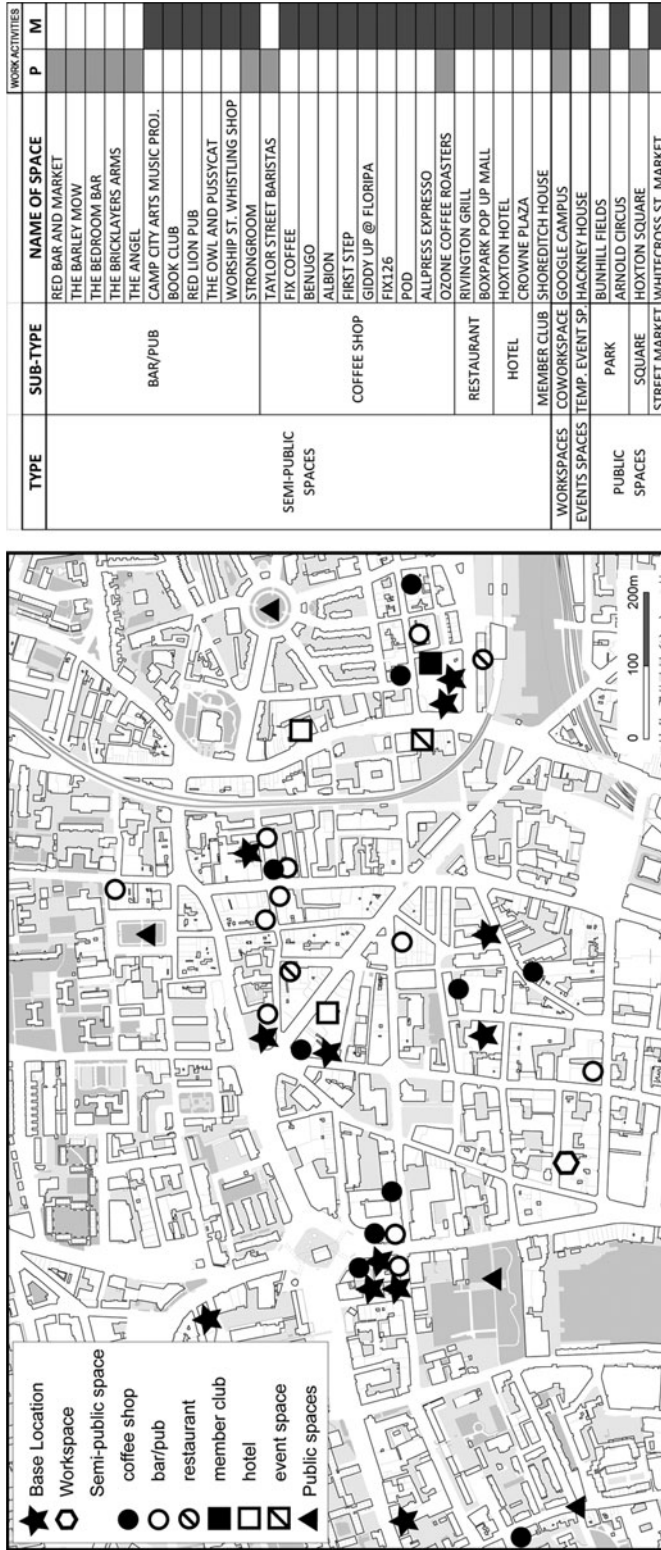 Base Location
Workspace
Semi-public space
coffee shop
bar/pub
restaurant
member club
hotel
event space
Public spaces
0 100 200m
WORK ACTIVITIES
TYPE SUB-TYPE NAME OF SPACE P M
SEMI-PUBLIC SPACES
BAR/PUB
RED BAR AND MARKET
THE BARLEY MOW
THE BEDROOM BAR
THE BRICKLAYERS ARMS
THE ANGEL
CAMP CITY ARTS MUSIC PROJ.
BOOK CLUB
RED LION PUB
THE OWL AND PUSSYCAT
WORSHIP ST. WHISTLING SHOP
STRONGROOM
COFFEE SHOP
TAYLOR STREET BARISTAS
FIX COFFEE
BENUGO
ALBION
FIRST STEP
GIDDY UP @ FLORIPA
FIX126
POD
ALLPRESS EXPRESSO
OZONE COFFEE ROASTERS
RESTAURANT
RIVINGTON GRILL
BOXPARK POP UP MALL
HOTEL
HOXTON HOTEL
CROWNE PLAZA
MEMBER CLUB SHOREDITCH HOUSE
WORKSPACES COWORKSPACE GOOGLE CAMPUS
EVENTS SPACES TEMP. EVENT SP. HACKNEY HOUSE
PUBLIC SPACES
PARK
BUNHILL FIELDS
ARNOLD CIRCUS
SQUARE HOXTON SQUARE
STREET MARKET WHITECROSS ST. MARKET